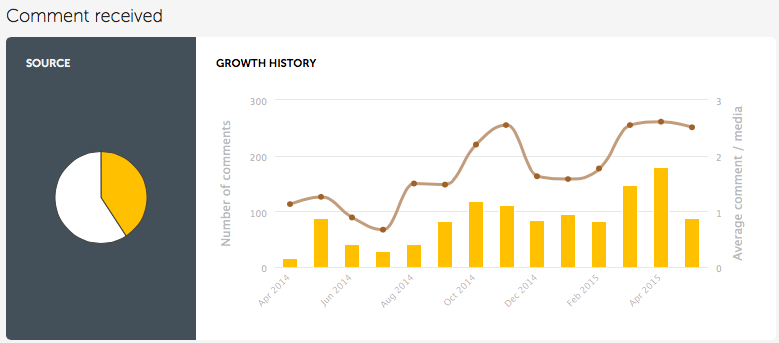 Comment received
SOURCE
GROWTH HISTORY
Number of comments
300
200
100
0
3
2
1
0
Average comment / media
Apr 2014
Jun 2014
Aug 2014
Oct 2014
Dec 2014
Feb 2015
Apr 2015